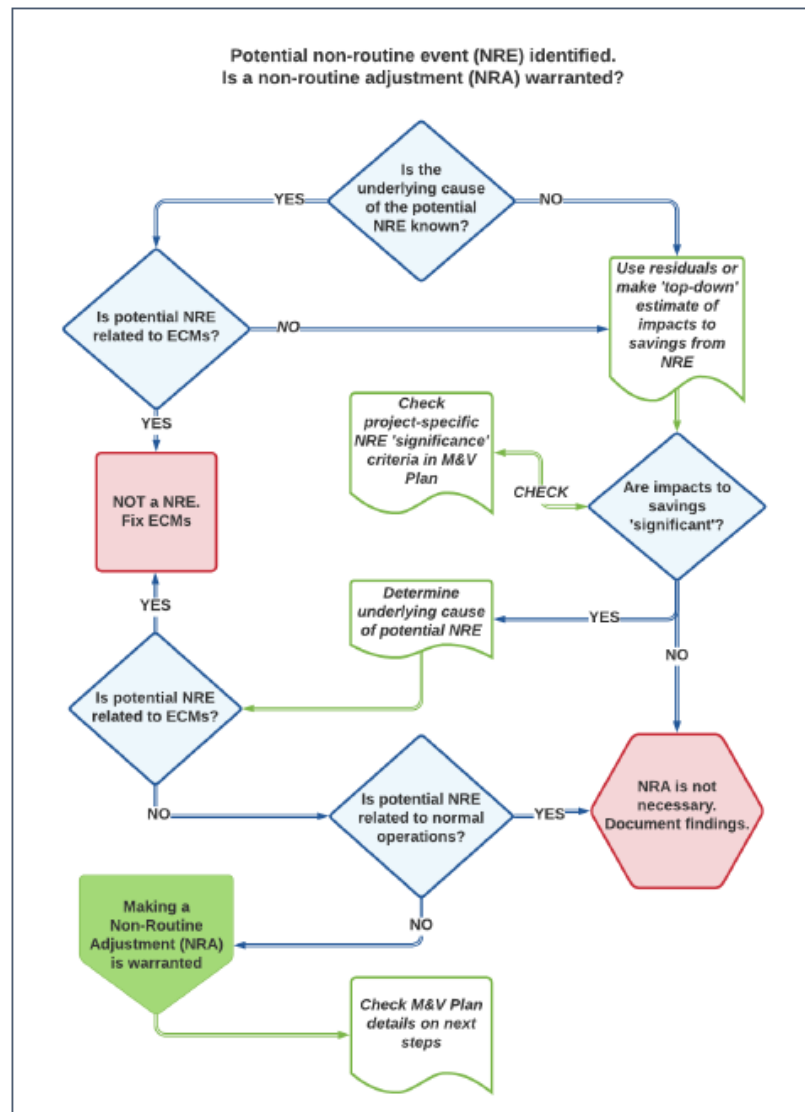 Potential non-routine event (NRE) identified.
Is a non-routine adjustment (NRA) warranted?
Is the
underlying cause
of the potential
NRE known?
YES
NO
Is potential NRE
related to ECMs?
NO
Use residuals or
make 'top-down'
estimate of
impacts to
savings from
NRE
YES
Check
project-specific
NRE 'significance'
criteria in M&V
Plan
CHECK
Are impacts to
savings
'significant'?
NOT a NRE.
Fix ECMs
YES
Determine
underlying cause
of potential NRE
YES
NO
Is potential NRE
related to ECMs?
NO
Is potential NRE
related to normal
operations?
YES
NRA is not
necessary.
Document findings.
NO
Making a
Non-Routine
Adjustment (NRA)
is warranted
Check M&V Plan
details on next
steps